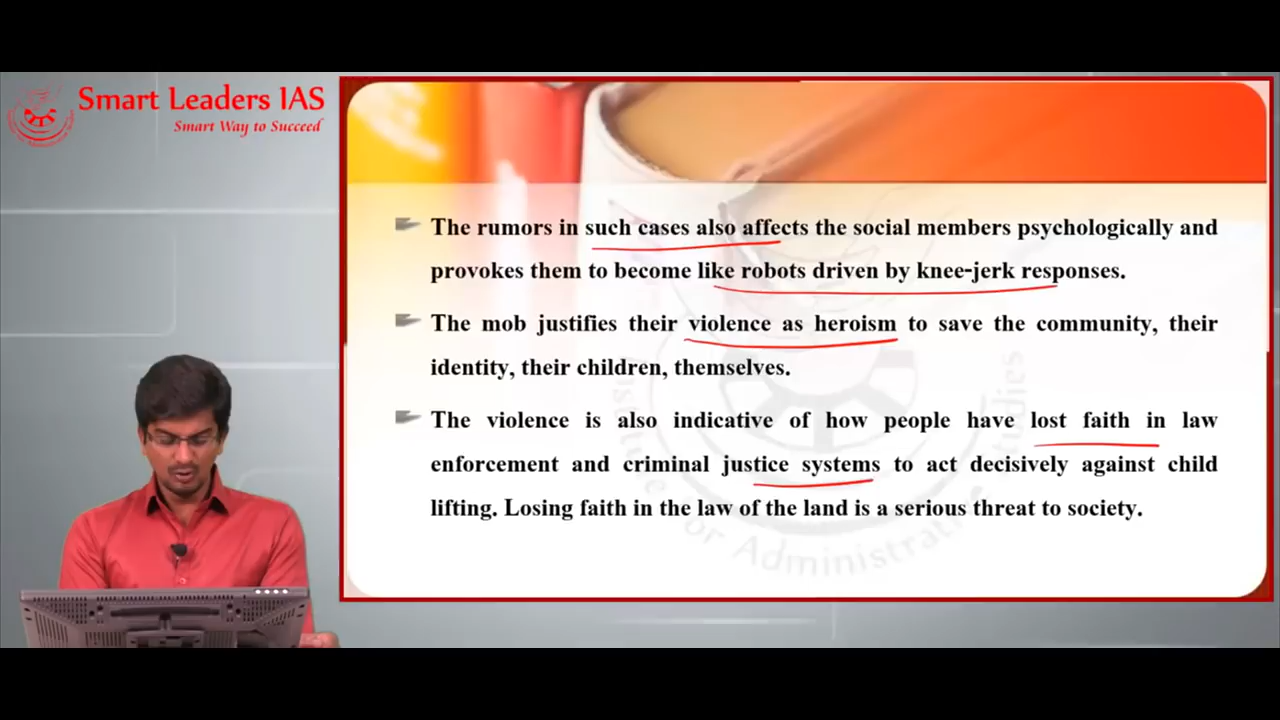 Smart Leaders IAS
Smart Way to Succeed
The rumors in such cases also affects the social members psychologically and
provokes them to become like robots driven by knee-jerk responses.
The mob justifies their violence as heroism to save the community, their
identity, their children, themselves.
The violence is also indicative of how people have lost faith in law
enforcement and criminal justice systems to act decisively against child
lifting. Losing faith in the law of the land is a serious threat to society.
Institute for Administrative Studies